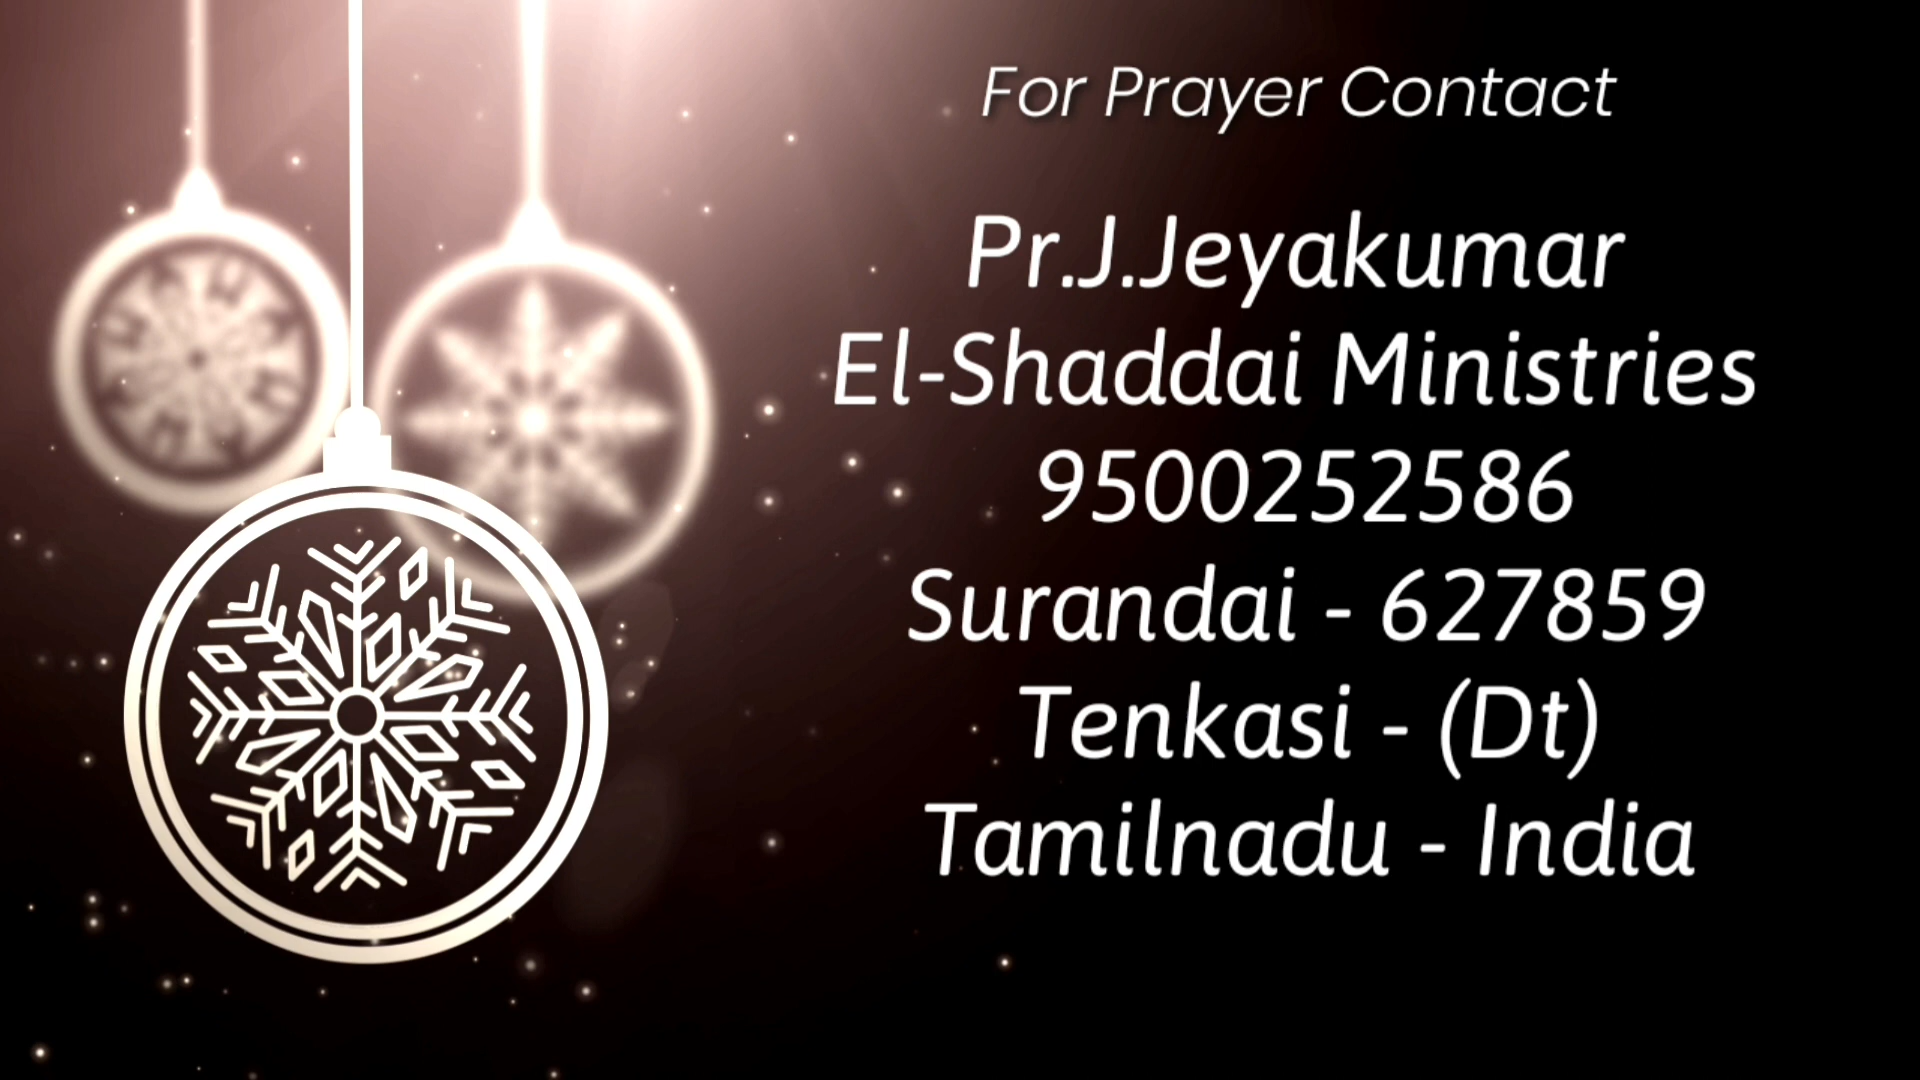 For Prayer Contact
Pr.J.Jeyakumar
El-Shaddai Ministries
9500252586
Surandai - 627859
Tenkasi - (Dt)
Tamilnadu - India